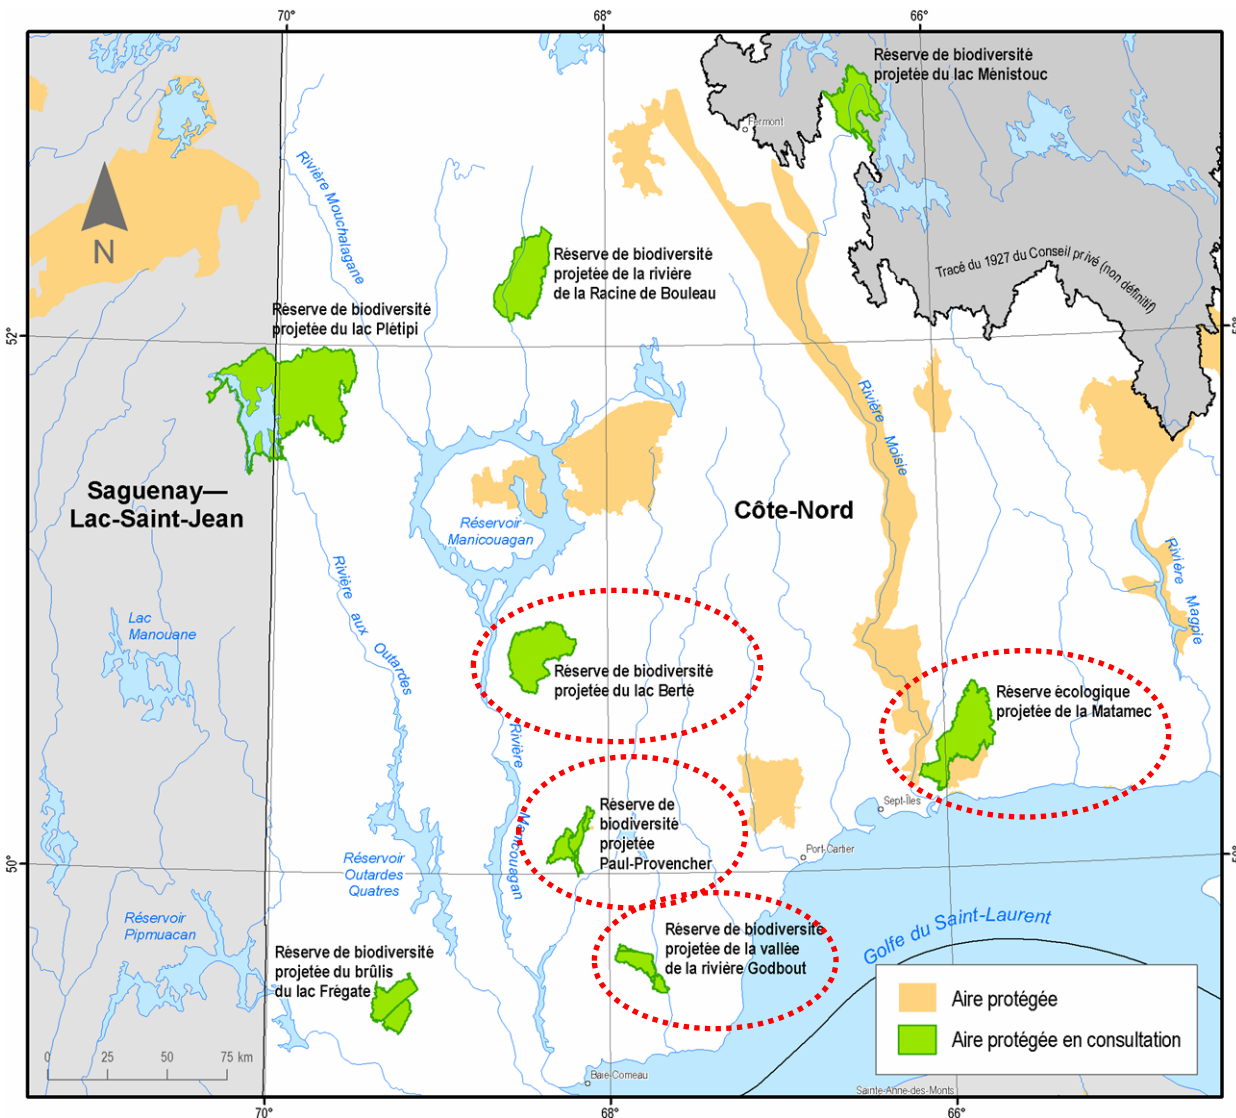 70°
68°
66°
Réserve de biodiversité
projetée du lac Ménistouc
Fermont
Rivière Mouchalagane
N
Réserve de biodiversité
projetée de la rivière
de la Racine de Bouleau
Tracé du 1927 du Conseil privé (non définitif)
Réserve de biodiversité
projetée du lac Plétipi
52°
Rivière Moisie
Saguenay—
Lac-Saint-Jean
Côte-Nord
Réservoir
Manicouagan
Rivière aux Outardes
Rivière Magpie
Lac
Manouane
Réserve de biodiversité
projetée du lac Berté
Réserve écologique
projetée de la Matamec
Rivière Manicouagan
Réserve de
biodiversité
projetée
Paul-Provencher
Sept-Îles
Port-Cartier
50°
50°
Réservoir
Outardes
Quatres
Réservoir
Pipmuacan
Réserve de biodiversité
projetée de la vallée
de la rivière Godbout
Golfe du Saint-Laurent
Réserve de biodiversité
projetée du brûlis
du lac Frégate
Aire protégée
Aire protégée en consultation
0 25 50 75 km
Baie-Comeau
Sainte-Anne-des-Monts
70°
68°
66°